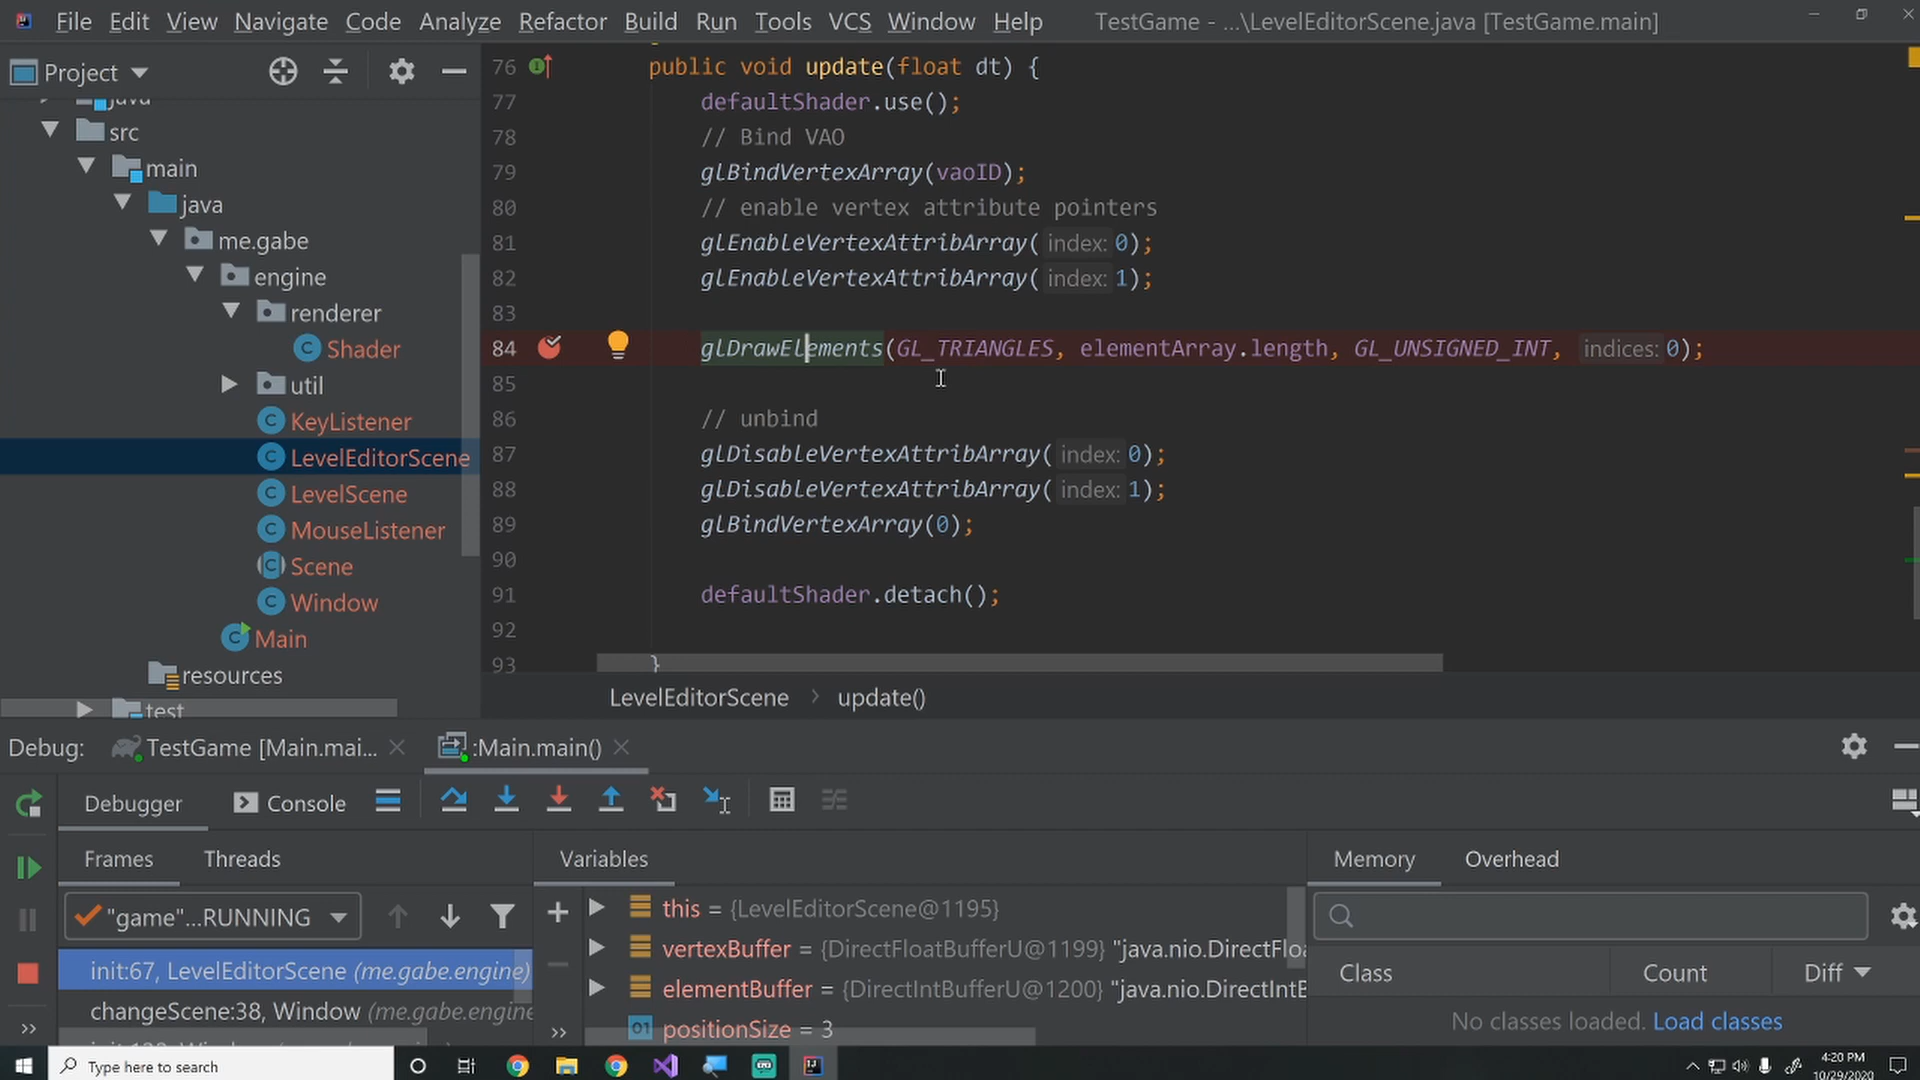 File Edit View Navigate Code Analyze Refactor Build Run Tools VCS Window Help TestGame - ...\LevelEditorScene.java [TestGame.main]
Project
java
src
main
java
me.gabe
engine
renderer
Shader
util
KeyListener
LevelEditorScene
LevelScene
MouseListener
Scene
Window
Main
resources
test
76 public void update(float dt) {
77 defaultShader.use();
78 // Bind VAO
79 glBindVertexArray(vaoID);
80 // enable vertex attribute pointers
81 glEnableVertexAttribArray( index: 0);
82 glEnableVertexAttribArray( index: 1);
83
84 glDrawElements(GL_TRIANGLES, elementArray.length, GL_UNSIGNED_INT, indices: 0);
85
86 // unbind
87 glDisableVertexAttribArray( index: 0);
88 glDisableVertexAttribArray( index: 1);
89 glBindVertexArray(0);
90
91 defaultShader.detach();
92
93 }
LevelEditorScene > update()
Debug: TestGame [Main.mai... :Main.main()
Debugger Console
Frames Threads Variables Memory Overhead
"game"...RUNNING
init:67, LevelEditorScene (me.gabe.engine)
changeScene:38, Window (me.gabe.engine
this = {LevelEditorScene@1195}
vertexBuffer = {DirectFloatBufferU@1199} "java.nio.DirectFloa
elementBuffer = {DirectIntBufferU@1200} "java.nio.DirectIntB
positionSize = 3
Class Count Diff
No classes loaded. Load classes
Type here to search
4:20 PM
10/29/2020